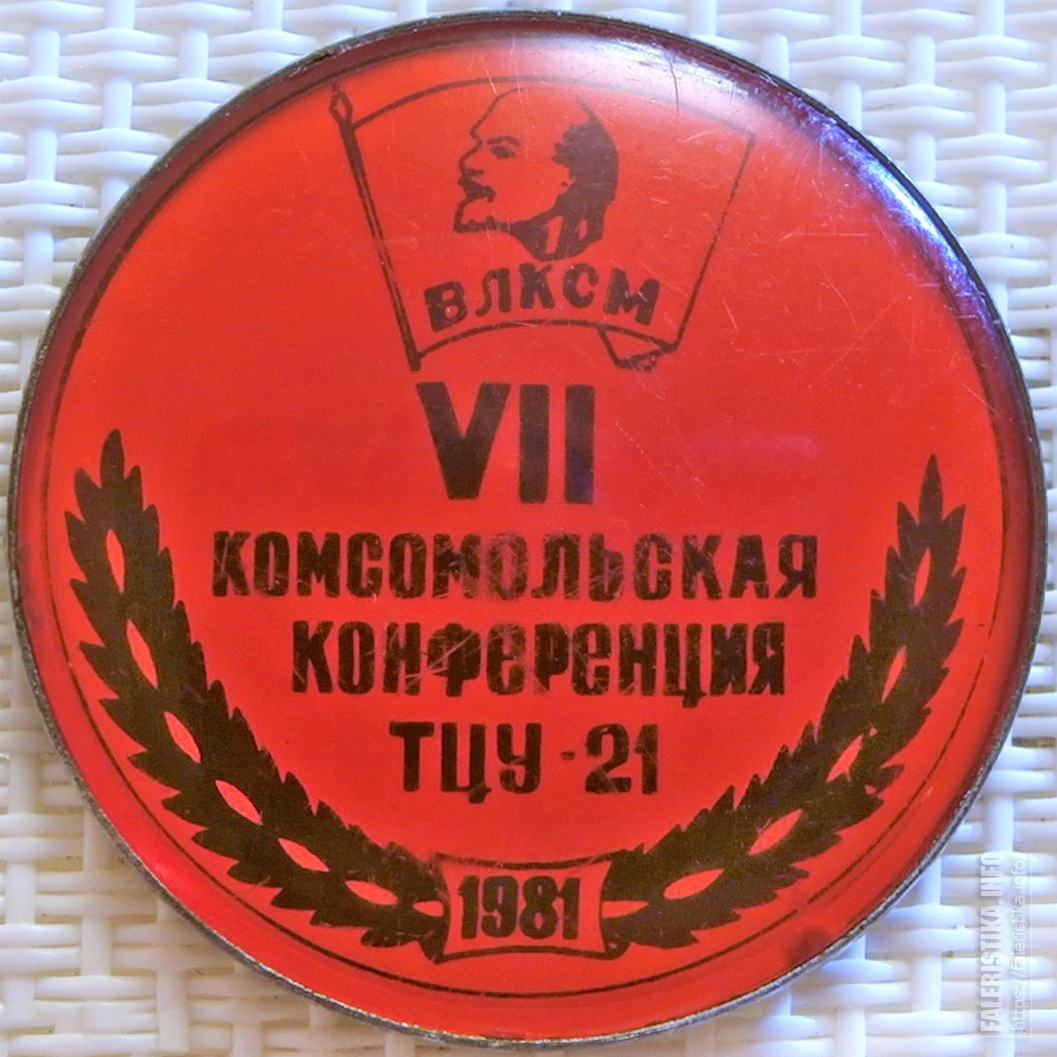 ВЛКСМ
VII
КОМСОМОЛЬСКАЯ
КОНФЕРЕНЦИЯ
ТЦУ-21
1981
FALERISTIKA.INFO
https://faleristika.info